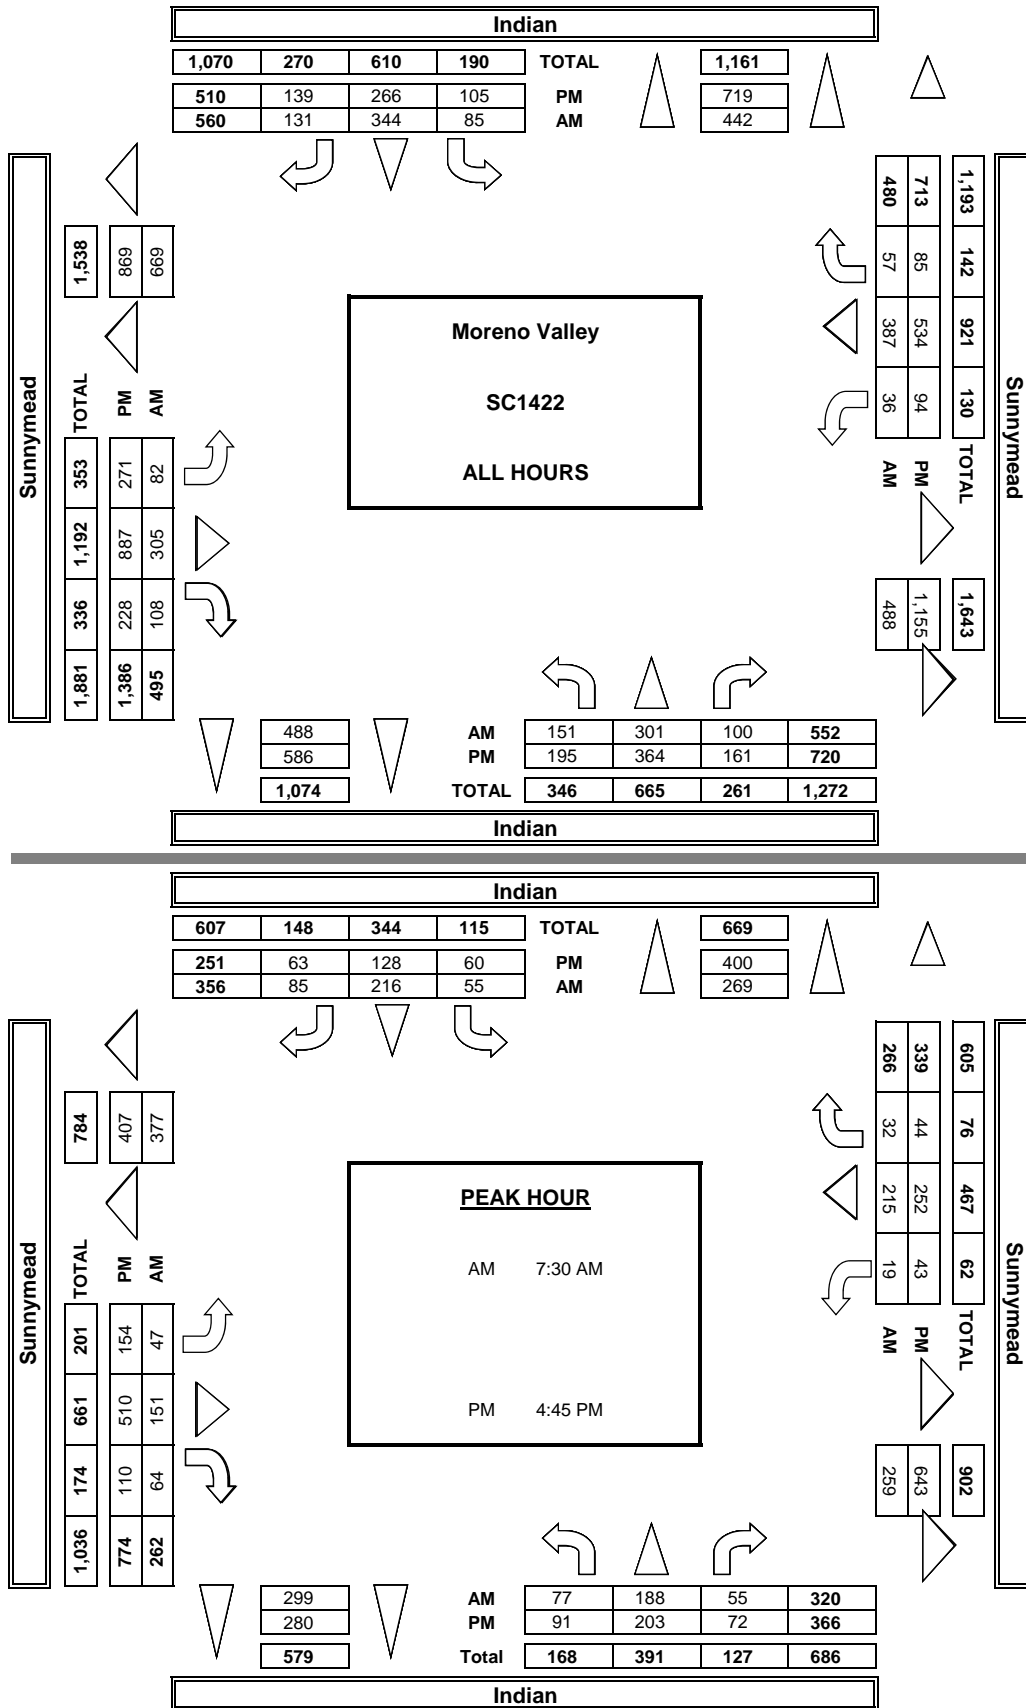 Indian
1,070 270 610 190 TOTAL 1,161
510 139 266 105 PM 719
560 131 344 85 AM 442
Sunnymead
1,538
869
669
TOTAL 353 1,192 336 1,881
PM 271 887 228 1,386
AM 82 305 108 495
Moreno Valley
SC1422
ALL HOURS
1,193 142 921 130 TOTAL 1,643
713 85 534 94 PM 1,155
480 57 387 36 AM 488
Sunnymead
488 AM 151 301 100 552
586 PM 195 364 161 720
1,074 TOTAL 346 665 261 1,272
Indian
Indian
607 148 344 115 TOTAL 669
251 63 128 60 PM 400
356 85 216 55 AM 269
Sunnymead
784
407
377
TOTAL 201 661 174 1,036
PM 154 510 110 774
AM 47 151 64 262
PEAK HOUR
AM 7:30 AM
PM 4:45 PM
605 76 467 62 TOTAL 902
339 44 252 43 PM 643
266 32 215 19 AM 259
Sunnymead
299 AM 77 188 55 320
280 PM 91 203 72 366
579 Total 168 391 127 686
Indian